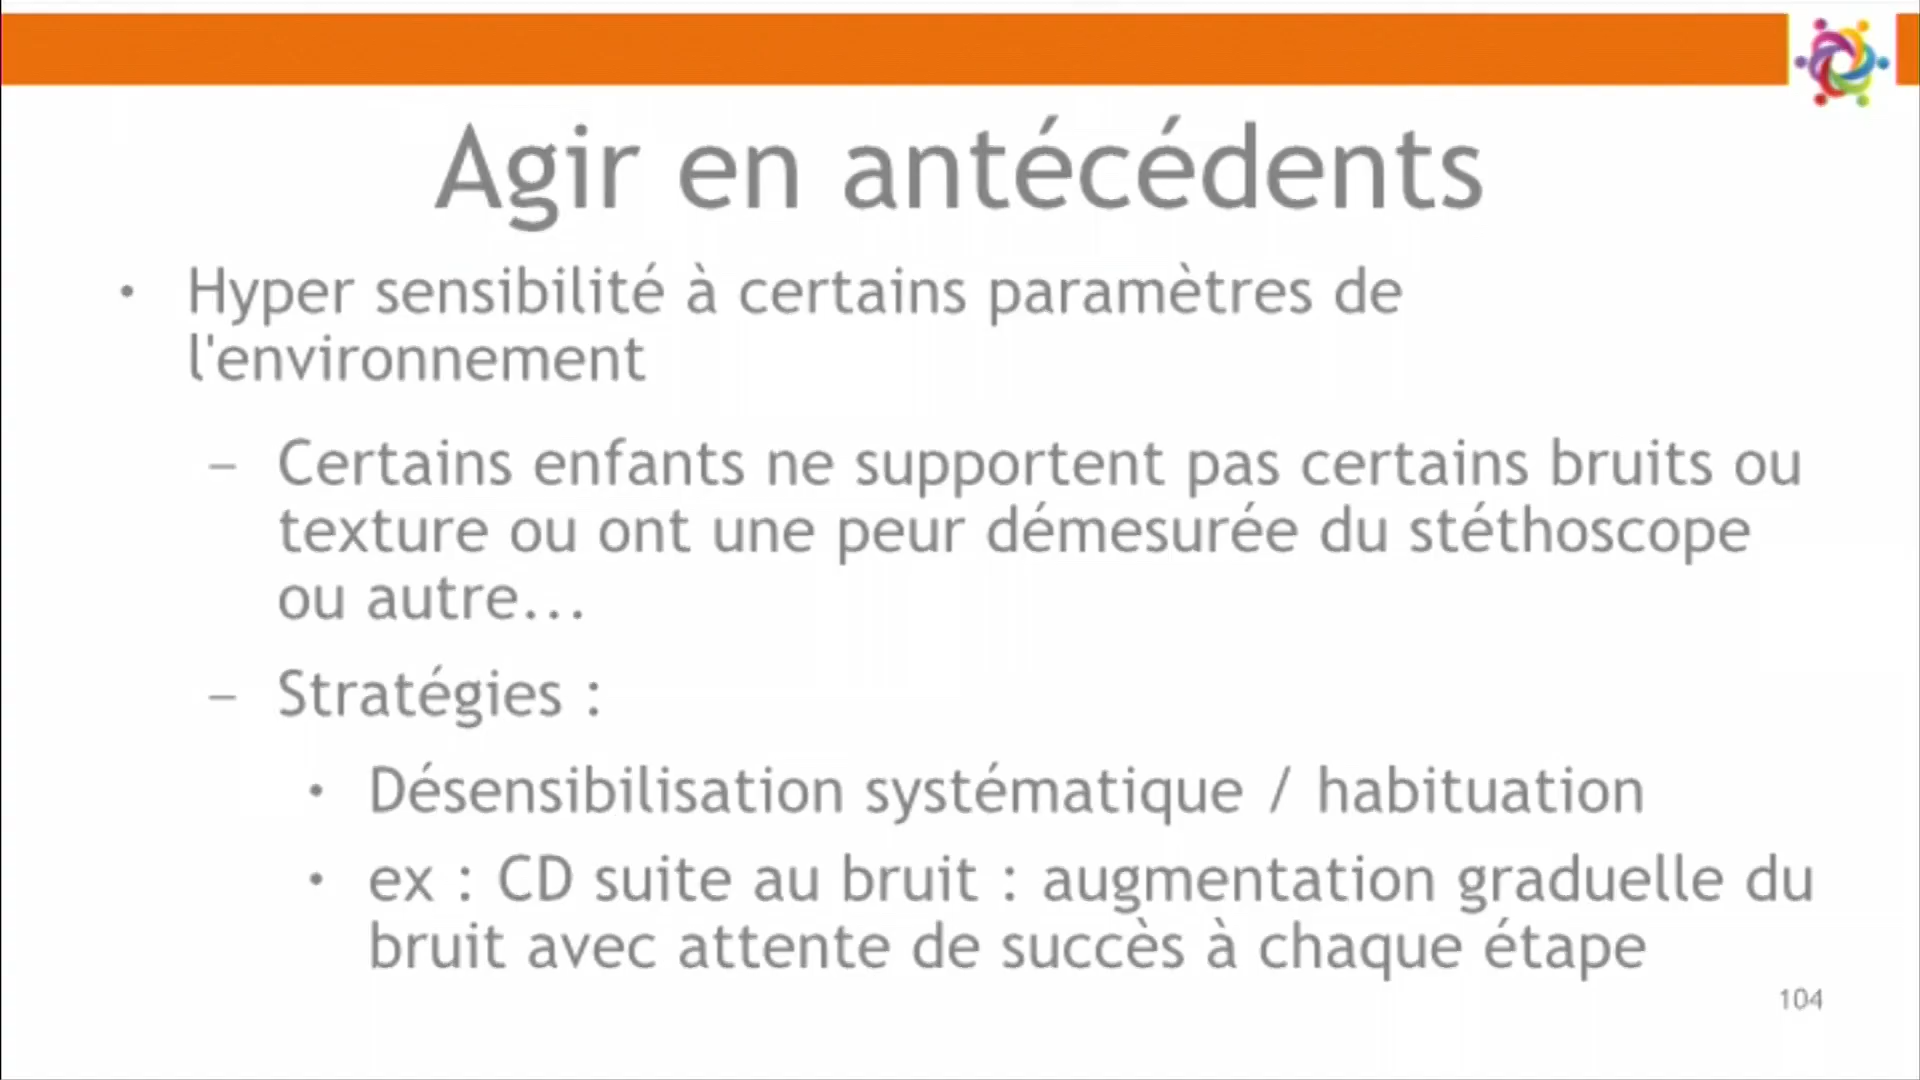 Agir en antécédents
• Hyper sensibilité à certains paramètres de
l'environnement
– Certains enfants ne supportent pas certains bruits ou
texture ou ont une peur démesurée du stéthoscope
ou autre...
– Stratégies :
• Désensibilisation systématique / habituation
• ex : CD suite au bruit : augmentation graduelle du
bruit avec attente de succès à chaque étape
104